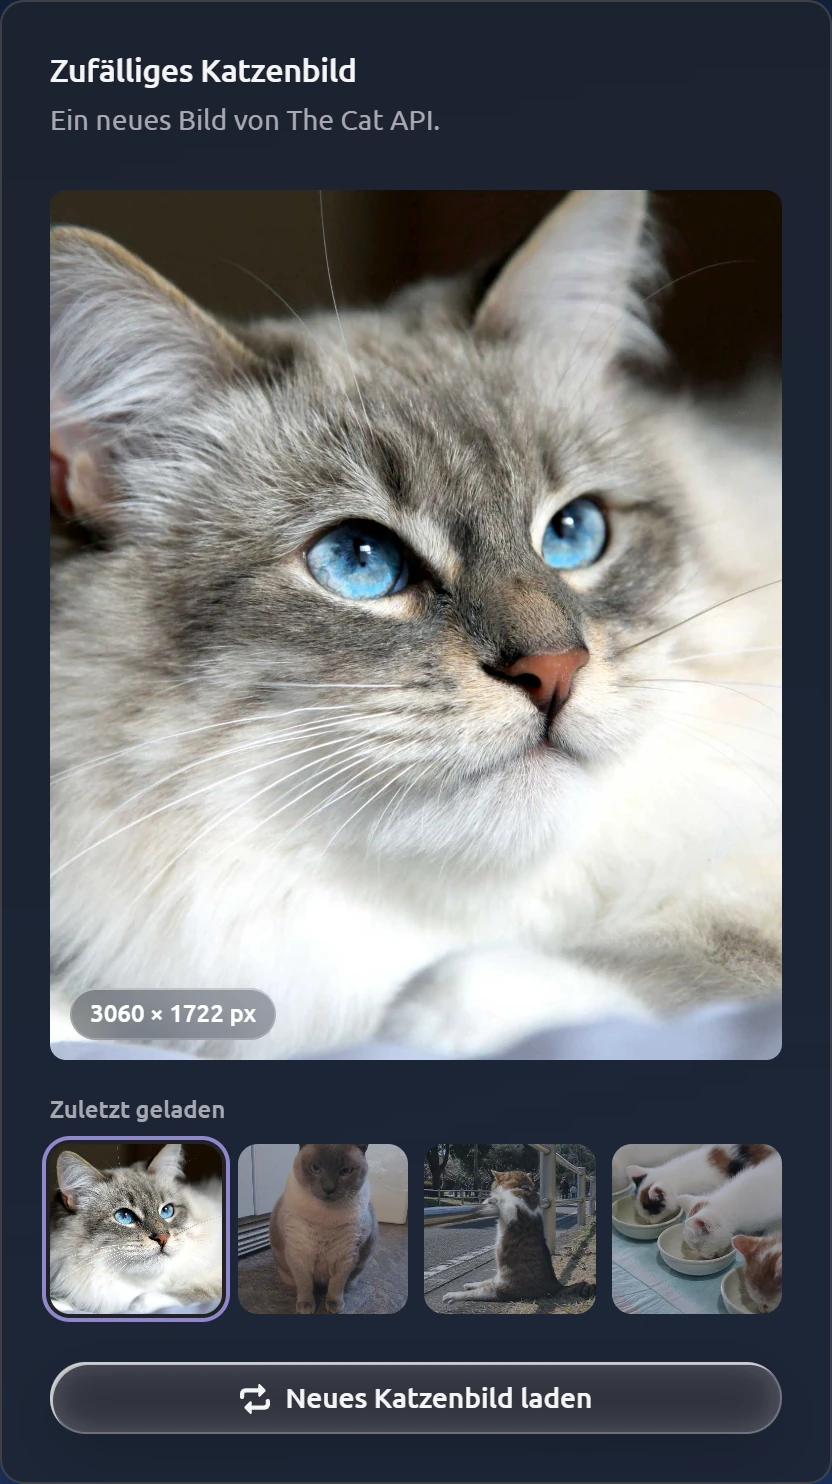 Zufälliges Katzenbild
Ein neues Bild von The Cat API.
3060 × 1722 px
Zuletzt geladen
Neues Katzenbild laden